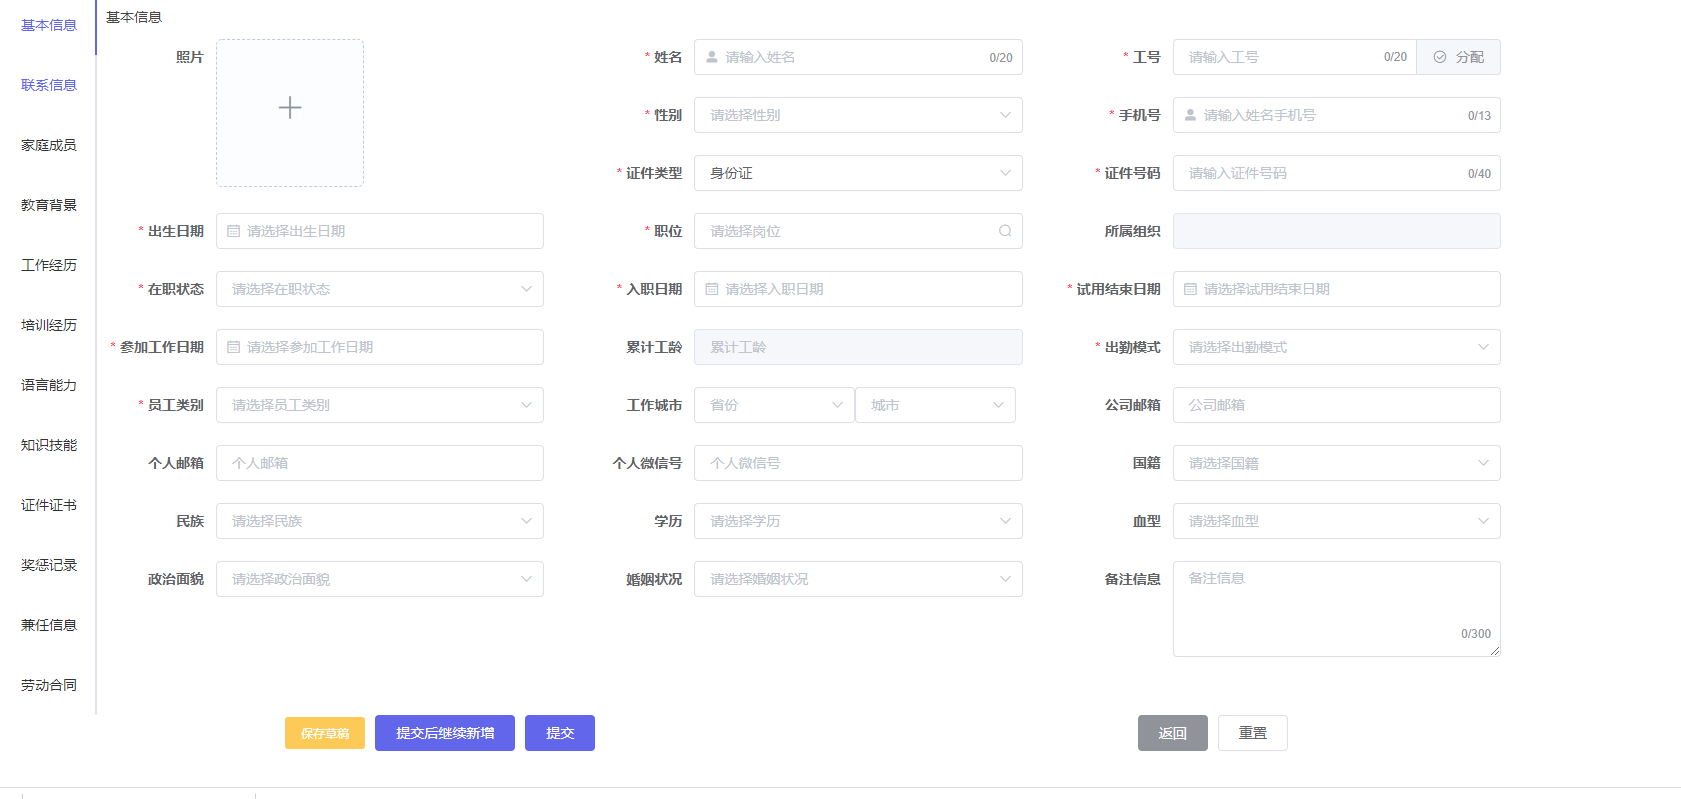 基本信息
联系信息
家庭成员
教育背景
工作经历
培训经历
语言能力
知识技能
证件证书
奖惩记录
兼任信息
劳动合同
基本信息
照片
* 姓名 请输入姓名 0/20
* 工号 请输入工号 0/20 分配
* 性别 请选择性别
* 手机号 请输入姓名手机号 0/13
* 证件类型 身份证
* 证件号码 请输入证件号码 0/40
* 出生日期 请选择出生日期
* 职位 请选择岗位
所属组织
* 在职状态 请选择在职状态
* 入职日期 请选择入职日期
* 试用结束日期 请选择试用结束日期
* 参加工作日期 请选择参加工作日期
累计工龄 累计工龄
* 出勤模式 请选择出勤模式
* 员工类别 请选择员工类别
工作城市 省份 城市
公司邮箱 公司邮箱
个人邮箱 个人邮箱
个人微信号 个人微信号
国籍 请选择国籍
民族 请选择民族
学历 请选择学历
血型 请选择血型
政治面貌 请选择政治面貌
婚姻状况 请选择婚姻状况
备注信息 备注信息
0/300
保存草稿 提交后继续新增 提交 返回 重置